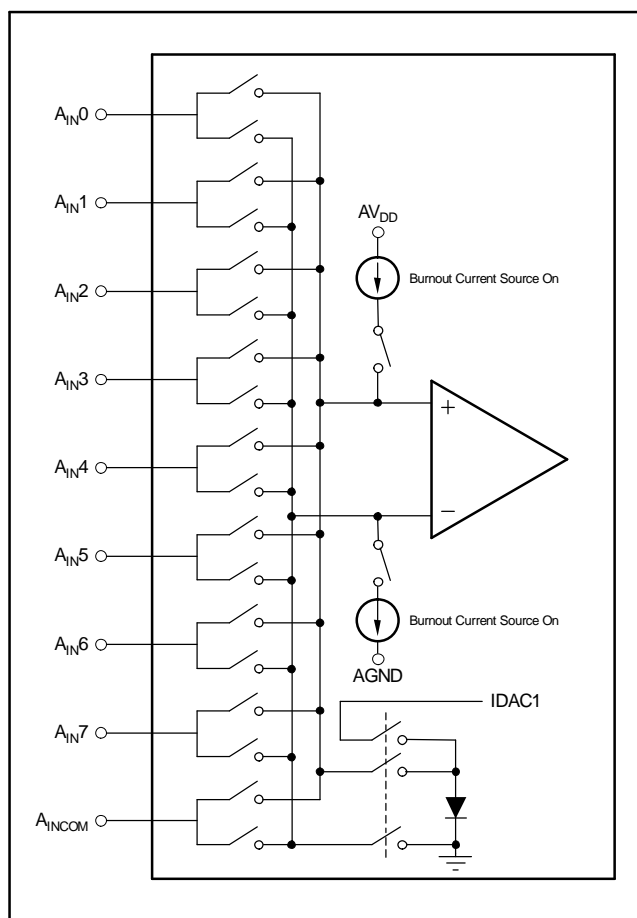 AIN0
AIN1
AVDD
AIN2
Burnout Current Source On
AIN3
+
AIN4
−
AIN5
Burnout Current Source On
AIN6
AGND
IDAC1
AIN7
AINCOM